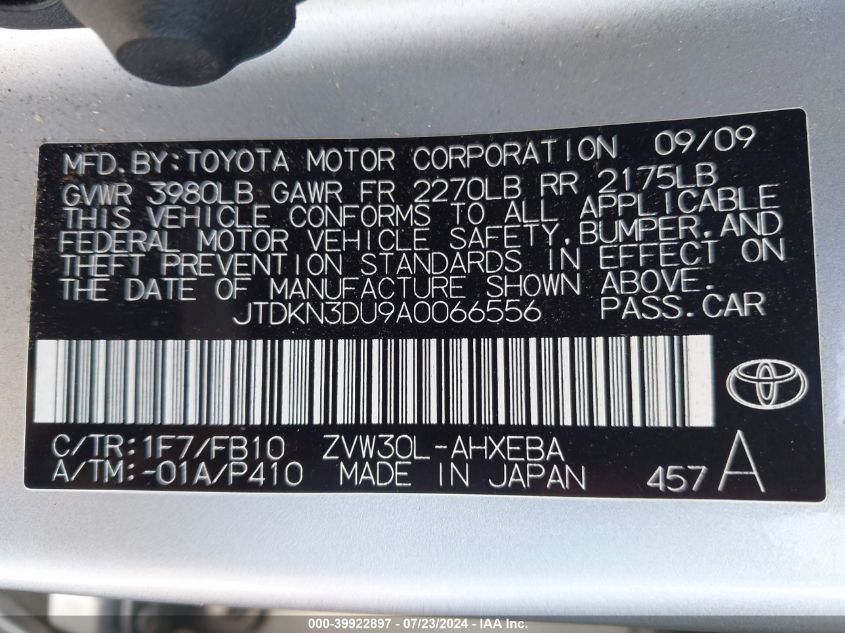 MFD. BY: TOYOTA MOTOR CORPORATION 09/09
GVWR 3980LB GAWR FR 2270LB RR 2175LB
THIS VEHICLE CONFORMS TO ALL APPLICABLE
FEDERAL MOTOR VEHICLE SAFETY, BUMPER, AND
THEFT PREVENTION STANDARDS IN EFFECT ON
THE DATE OF MANUFACTURE SHOWN ABOVE.
JTDKN3DU9A0066556 PASS. CAR
C/TR: 1F7/FB10 ZVW30L-AHXEBA
A/TM: -01A/P410 MADE IN JAPAN 457 A
000-39922897 - 07/23/2024 - IAA Inc.